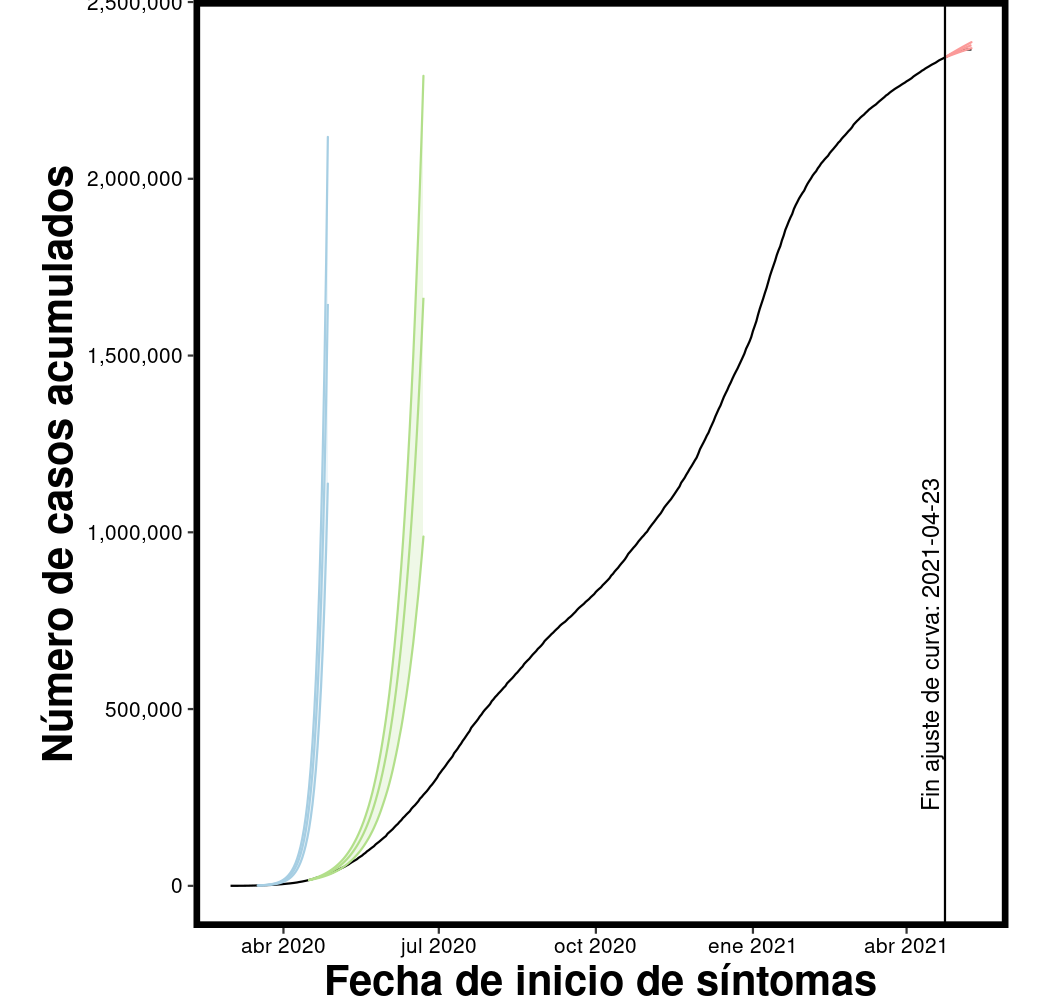 2,500,000
2,000,000
1,500,000
1,000,000
500,000
0
Número de casos acumulados
Fin ajuste de curva: 2021-04-23
abr 2020 jul 2020 oct 2020 ene 2021 abr 2021
Fecha de inicio de síntomas